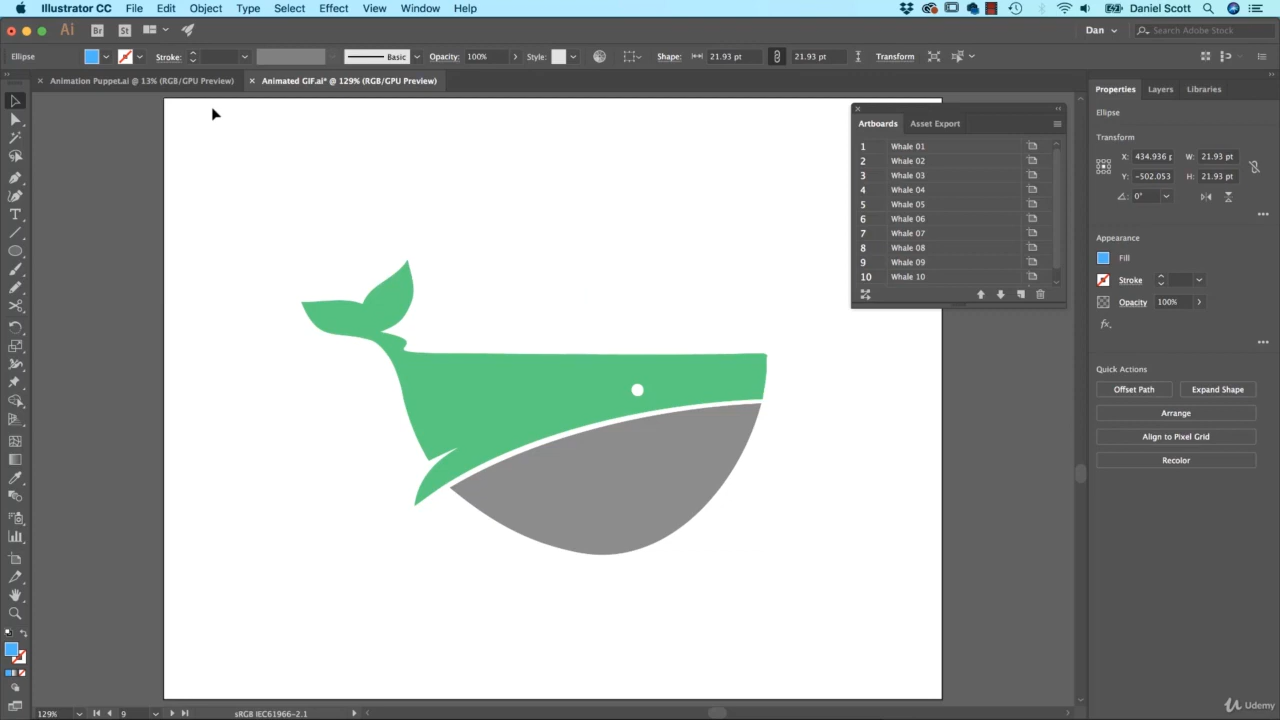 Illustrator CC File Edit Object Type Select Effect View Window Help Daniel Scott
Ai Br St Dan Search Adobe Stock
Ellipse Stroke: Basic Opacity: 100% Style: Shape: 21.93 pt 21.93 pt Transform
× Animation Puppet.ai @ 13% (RGB/GPU Preview) × Animated GIF.ai* @ 129% (RGB/GPU Preview)
Properties Layers Libraries
Ellipse
Transform
X: 434.936 p W: 21.93 pt
Y: -502.053 H: 21.93 pt
0°
Appearance
Fill
Stroke
Opacity 100%
fx.
Quick Actions
Offset Path Expand Shape
Arrange
Align to Pixel Grid
Recolor
Artboards Asset Export
1 Whale 01
2 Whale 02
3 Whale 03
4 Whale 04
5 Whale 05
6 Whale 06
7 Whale 07
8 Whale 08
9 Whale 09
10 Whale 10
129% 9 sRGB IEC61966-2.1
Udemy